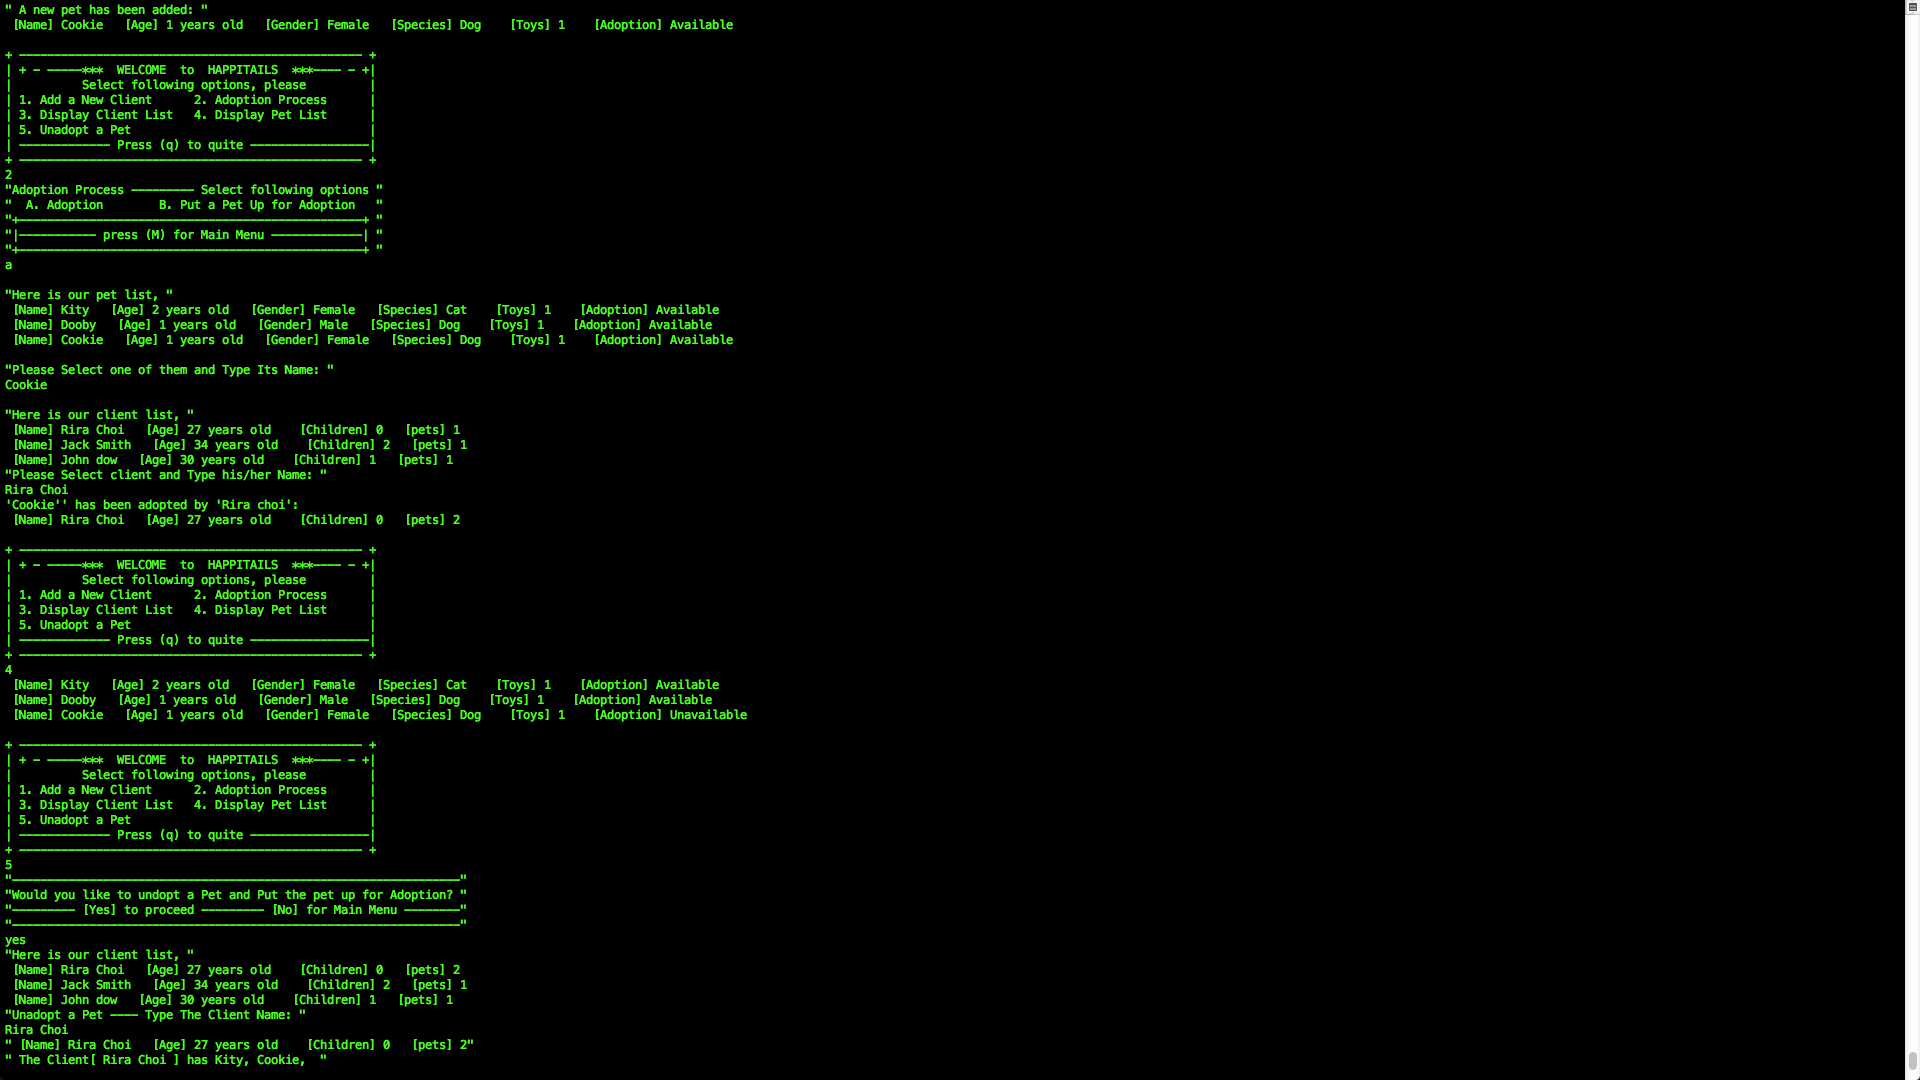 " A new pet has been added: "
 [Name] Cookie   [Age] 1 years old   [Gender] Female   [Species] Dog    [Toys] 1    [Adoption] Available
+ ------------------------------------------------- +
| + - -----***  WELCOME  to  HAPPITAILS  ***---- - +|
|          Select following options, please         |
| 1. Add a New Client      2. Adoption Process      |
| 3. Display Client List   4. Display Pet List      |
| 5. Unadopt a Pet                                  |
| ------------- Press (q) to quite -----------------|
+ ------------------------------------------------- +
2
"Adoption Process --------- Select following options "
"  A. Adoption        B. Put a Pet Up for Adoption   "
"+-------------------------------------------------+ "
"|----------- press (M) for Main Menu -------------| "
"+-------------------------------------------------+ "
a
"Here is our pet list, "
 [Name] Kity   [Age] 2 years old   [Gender] Female   [Species] Cat    [Toys] 1    [Adoption] Available
 [Name] Dooby   [Age] 1 years old   [Gender] Male   [Species] Dog    [Toys] 1    [Adoption] Available
 [Name] Cookie   [Age] 1 years old   [Gender] Female   [Species] Dog    [Toys] 1    [Adoption] Available
"Please Select one of them and Type Its Name: "
Cookie
"Here is our client list, "
 [Name] Rira Choi   [Age] 27 years old    [Children] 0   [pets] 1
 [Name] Jack Smith   [Age] 34 years old    [Children] 2   [pets] 1
 [Name] John dow   [Age] 30 years old    [Children] 1   [pets] 1
"Please Select client and Type his/her Name: "
Rira Choi
'Cookie'' has been adopted by 'Rira choi':
 [Name] Rira Choi   [Age] 27 years old    [Children] 0   [pets] 2
+ ------------------------------------------------- +
| + - -----***  WELCOME  to  HAPPITAILS  ***---- - +|
|          Select following options, please         |
| 1. Add a New Client      2. Adoption Process      |
| 3. Display Client List   4. Display Pet List      |
| 5. Unadopt a Pet                                  |
| ------------- Press (q) to quite -----------------|
+ ------------------------------------------------- +
4
 [Name] Kity   [Age] 2 years old   [Gender] Female   [Species] Cat    [Toys] 1    [Adoption] Available
 [Name] Dooby   [Age] 1 years old   [Gender] Male   [Species] Dog    [Toys] 1    [Adoption] Available
 [Name] Cookie   [Age] 1 years old   [Gender] Female   [Species] Dog    [Toys] 1    [Adoption] Unavailable
+ ------------------------------------------------- +
| + - -----***  WELCOME  to  HAPPITAILS  ***---- - +|
|          Select following options, please         |
| 1. Add a New Client      2. Adoption Process      |
| 3. Display Client List   4. Display Pet List      |
| 5. Unadopt a Pet                                  |
| ------------- Press (q) to quite -----------------|
+ ------------------------------------------------- +
5
"----------------------------------------------------------------"
"Would you like to undopt a Pet and Put the pet up for Adoption? "
"--------- [Yes] to proceed --------- [No] for Main Menu --------"
"----------------------------------------------------------------"
yes
"Here is our client list, "
 [Name] Rira Choi   [Age] 27 years old    [Children] 0   [pets] 2
 [Name] Jack Smith   [Age] 34 years old    [Children] 2   [pets] 1
 [Name] John dow   [Age] 30 years old    [Children] 1   [pets] 1
"Unadopt a Pet ---- Type The Client Name: "
Rira Choi
" [Name] Rira Choi   [Age] 27 years old    [Children] 0   [pets] 2"
" The Client[ Rira Choi ] has Kity, Cookie,  "